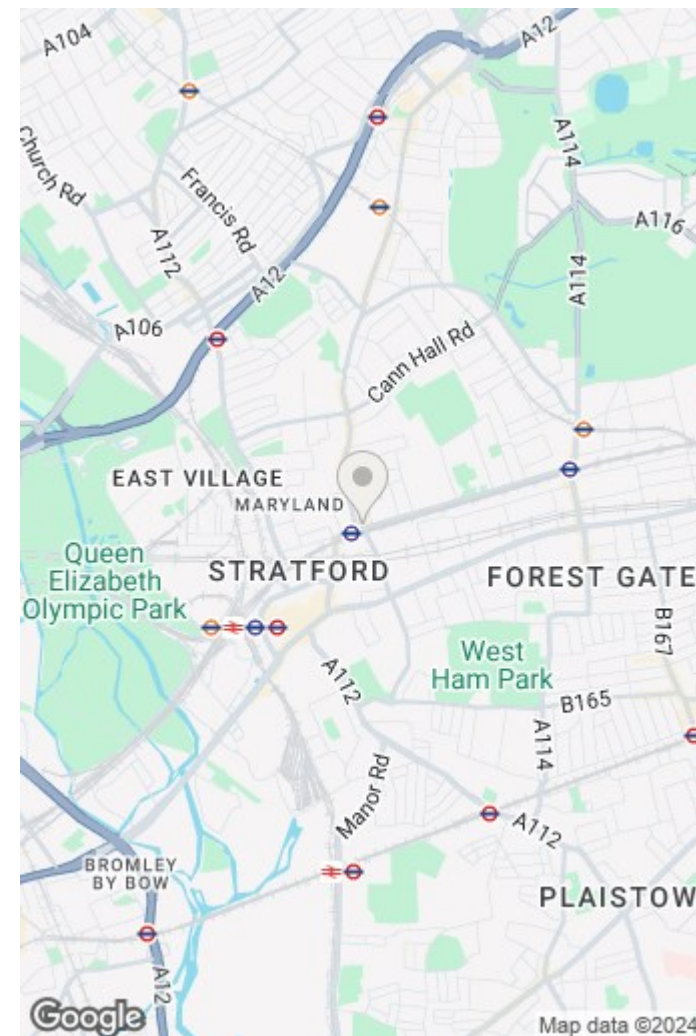 A104
A12
Church Rd
Francis Rd
A114
A116
A112
A12
A114
A106
Cann Hall Rd
EAST VILLAGE
MARYLAND
Queen
Elizabeth
Olympic Park
STRATFORD
FOREST GATE
B167
West
Ham Park
A112
B165
A114
Manor Rd
A112
BROMLEY
BY BOW
PLAISTOW
A12
Google
Map data ©2024